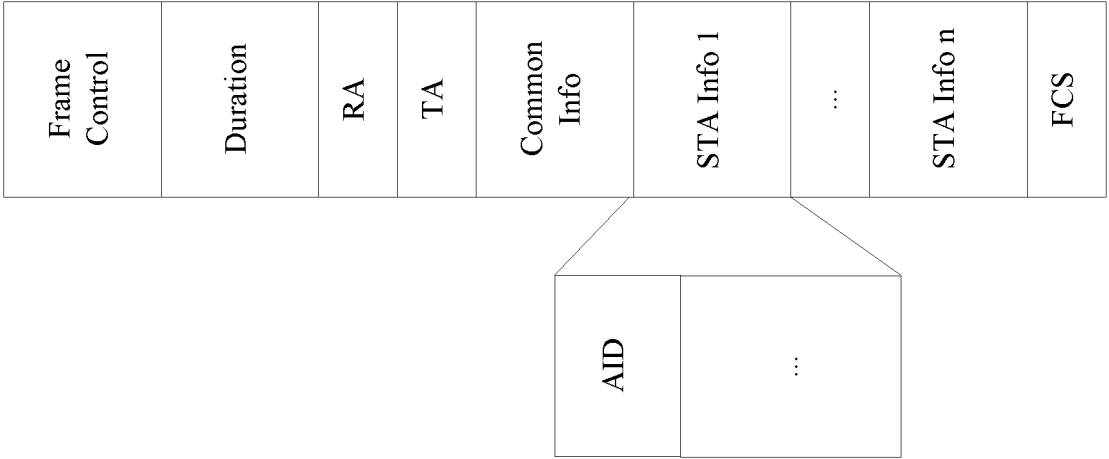 Frame
Control
Duration
RA
TA
Common
Info
STA Info 1
...
STA Info n
FCS
AID
...